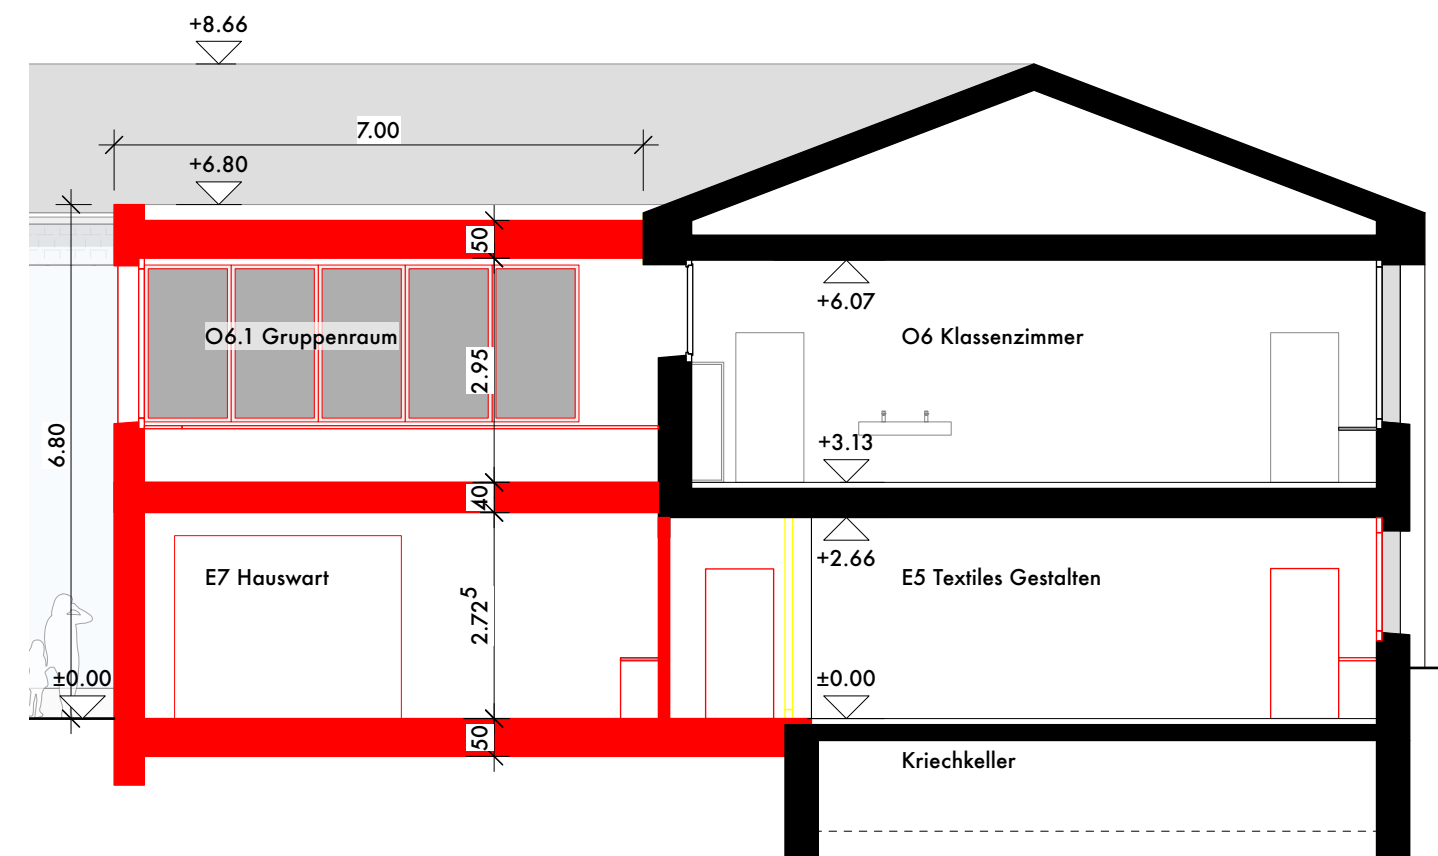 +8.66
7.00
+6.80
50
+6.07
O6.1 Gruppenraum
O6 Klassenzimmer
2.95
6.80
+3.13
40
+2.66
E7 Hauswart
E5 Textiles Gestalten
2.72⁵
±0.00
±0.00
50
Kriechkeller